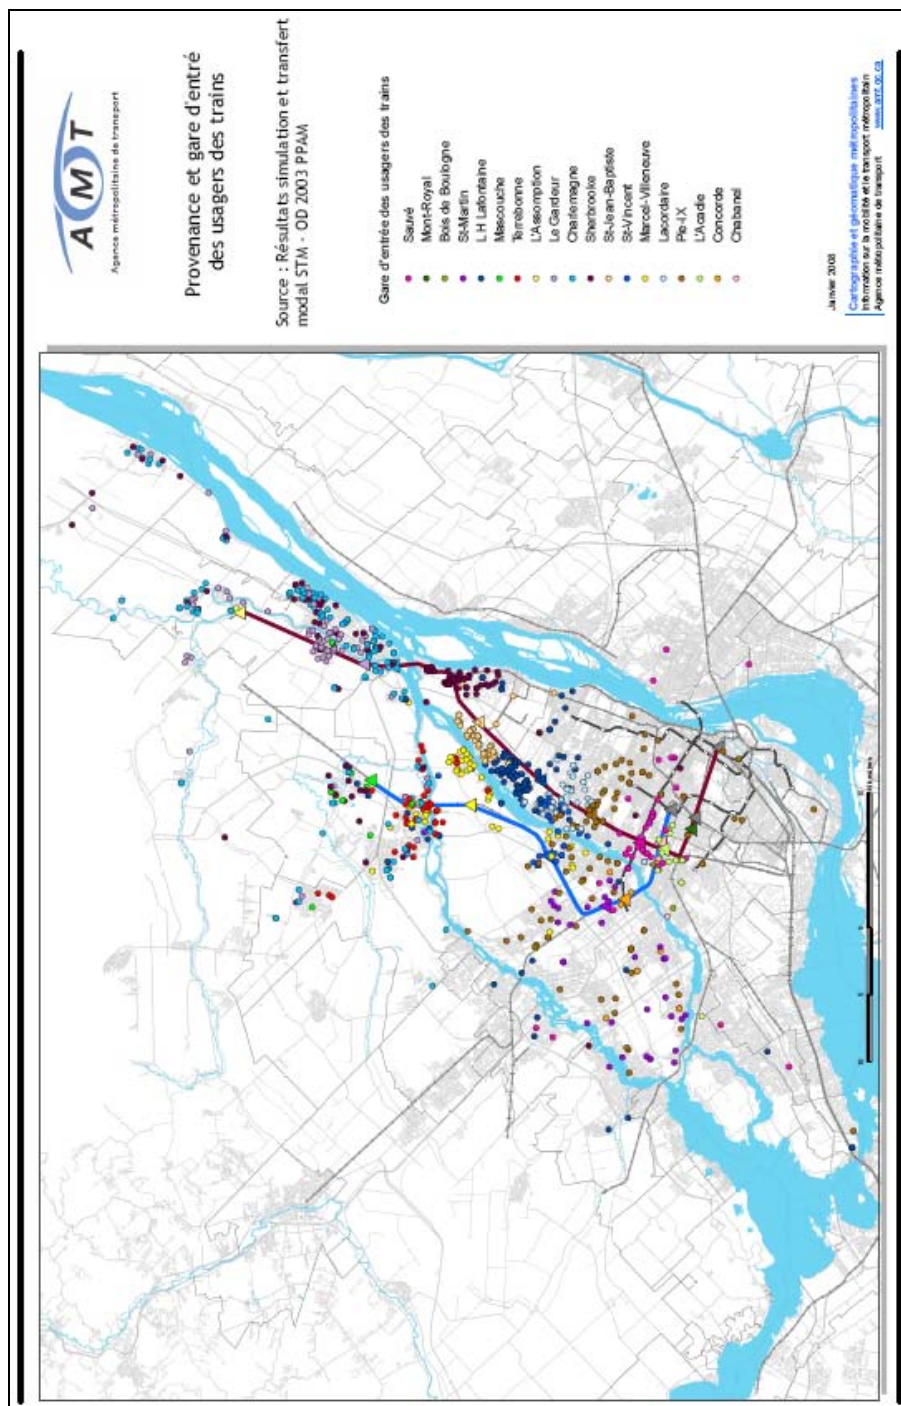 AMT
Agence métropolitaine de transport
Provenance et gare d'entré
des usagers des trains
Source : Résultats simulation et transfert
modal STM - OD 2003 PPAM
Gare d'entrée des usagers des trains
Sauvé
Mont-Royal
Bois de Boulogne
St-Martin
L H Lafontaine
Mascouche
Terrebonne
L'Assomption
Le Gardeur
Charlemagne
Sherbrooke
St-Jean-Baptiste
St-Vincent
Marcel-Villeneuve
Lacordaire
Pie-IX
L'Acadie
Concorde
Chabanel
Janvier 2008
Cartographie et géomatique métropolitaines
Information sur la mobilité et le transport métropolitain
Agence métropolitaine de transport
www.amt.qc.ca